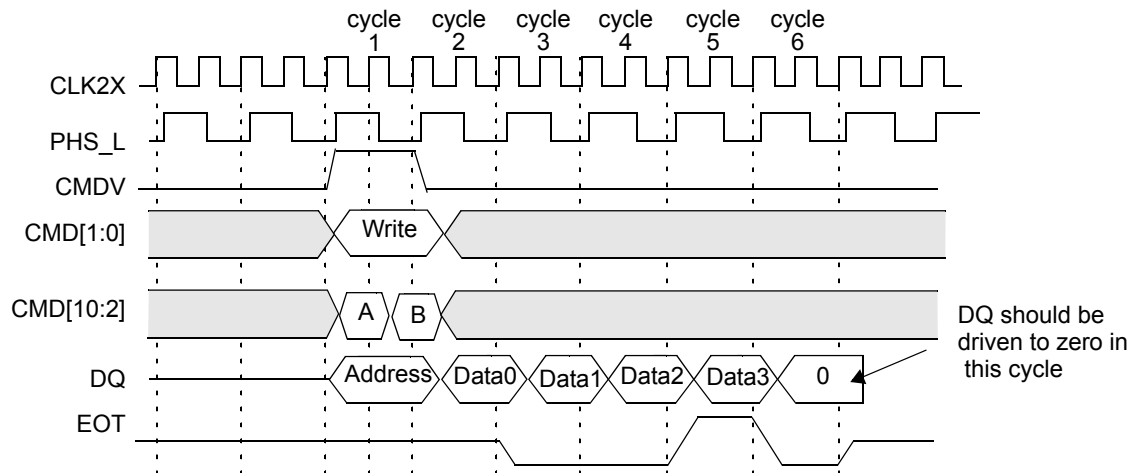 cycle cycle cycle cycle cycle cycle
1 2 3 4 5 6
CLK2X
PHS_L
CMDV
CMD[1:0]
Write
CMD[10:2]
A B
DQ
Address Data0 Data1 Data2 Data3 0
DQ should be
driven to zero in
this cycle
EOT